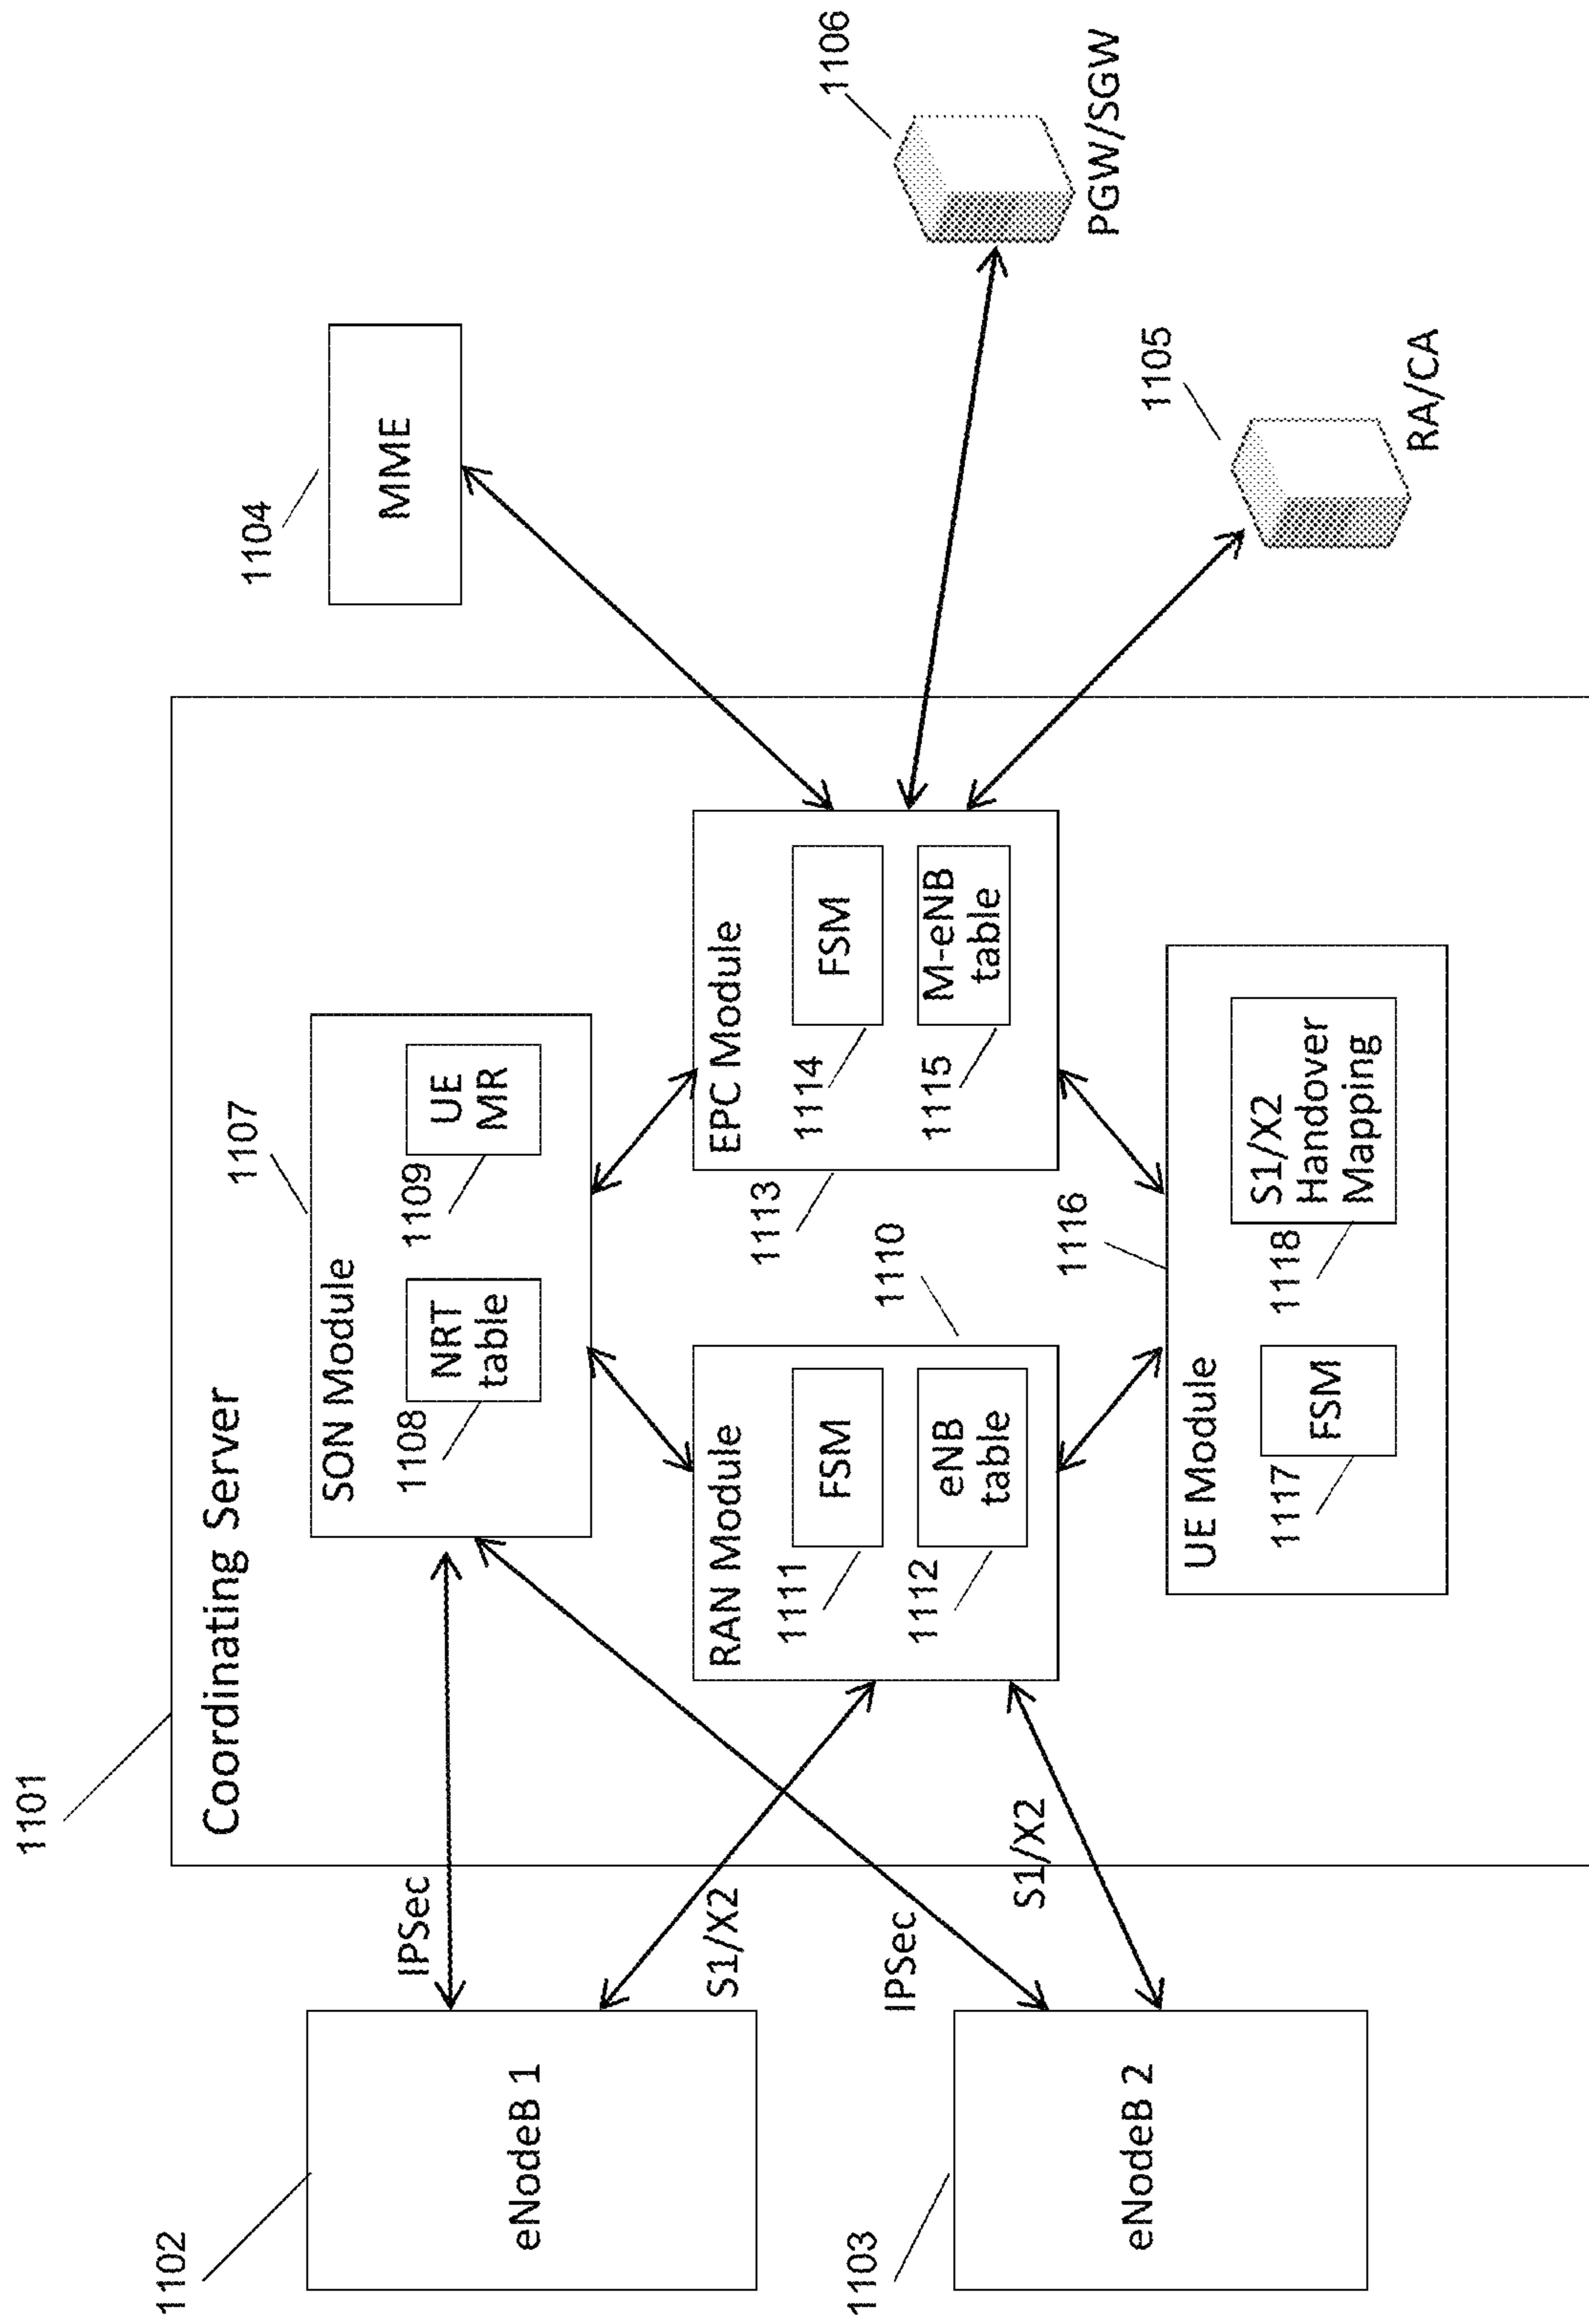 1101
Coordinating Server
1102
eNodeB 1
1103
eNodeB 2
IPSec
S1/X2
IPSec
S1/X2
1107
SON Module
1108
NRT
table
1109
UE
MR
1110
RAN Module
1111
FSM
1112
eNB
table
1113
EPC Module
1114
FSM
1115
M-eNB
table
1116
UE Module
1117
FSM
1118
S1/X2
Handover
Mapping
1104
MME
1106
PGW/SGW
1105
RA/CA